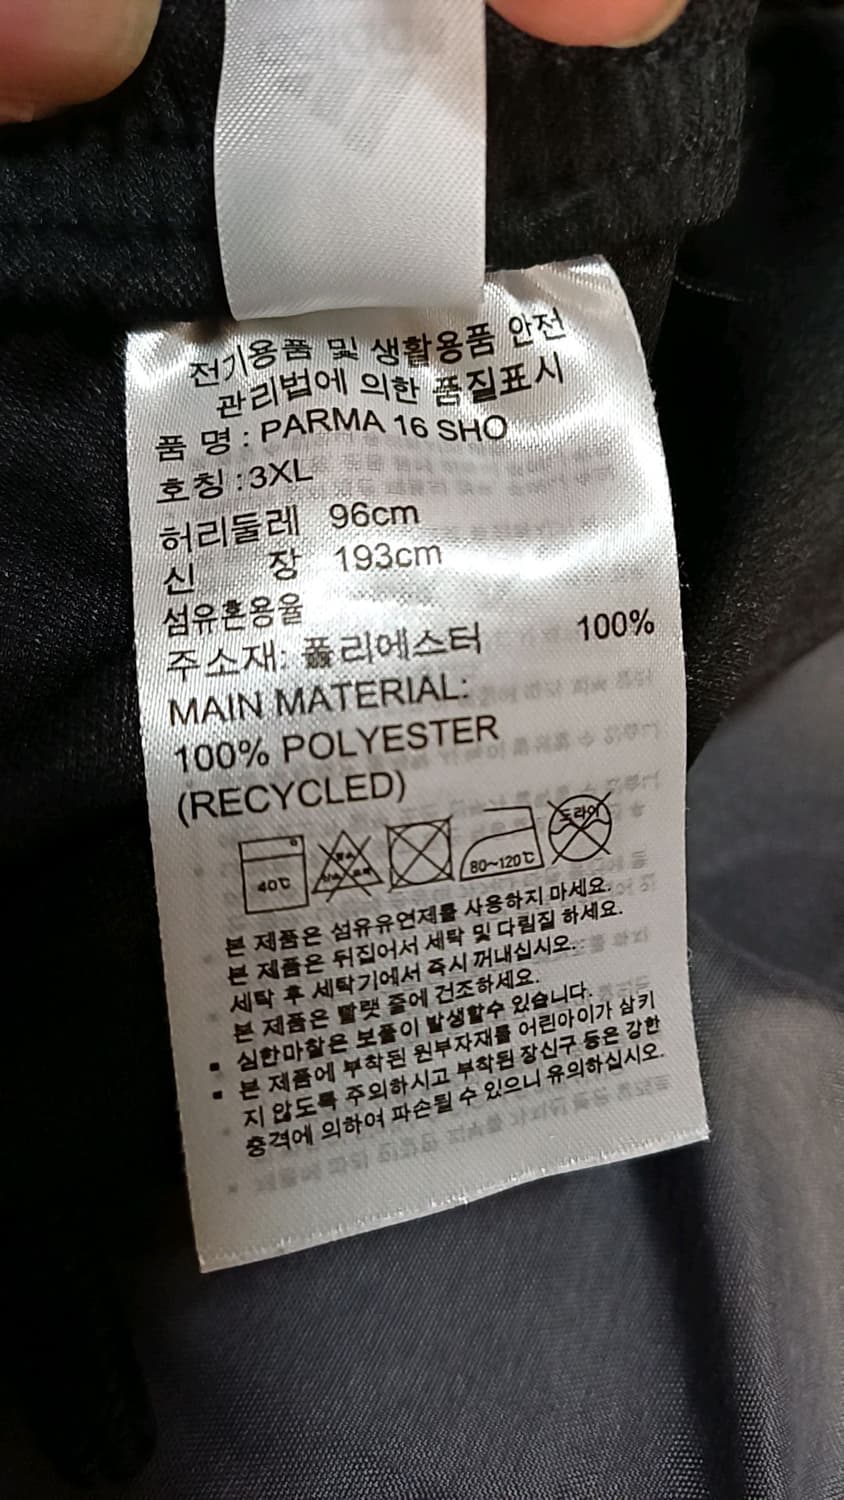 전기용품 및 생활용품 안전
관리법에 의한 품질표시
품 명 : PARMA 16 SHO
호칭 : 3XL
허리둘레 96cm
신 장 193cm
섬유혼용율
주소재: 폴리에스터 100%
MAIN MATERIAL:
100% POLYESTER
(RECYCLED)
40℃ 80~120℃ 드라이
본 제품은 섬유유연제를 사용하지 마세요.
본 제품은 뒤집어서 세탁 및 다림질 하세요.
세탁 후 세탁기에서 즉시 꺼내십시오.
본 제품은 빨랫 줄에 건조하세요.
▪ 심한마찰은 보풀이 발생할수 있습니다.
▪ 본 제품에 부착된 원부자재를 어린아이가 삼키
지 않도록 주의하시고 부착된 장신구 등은 강한
충격에 의하여 파손될 수 있으니 유의하십시오.